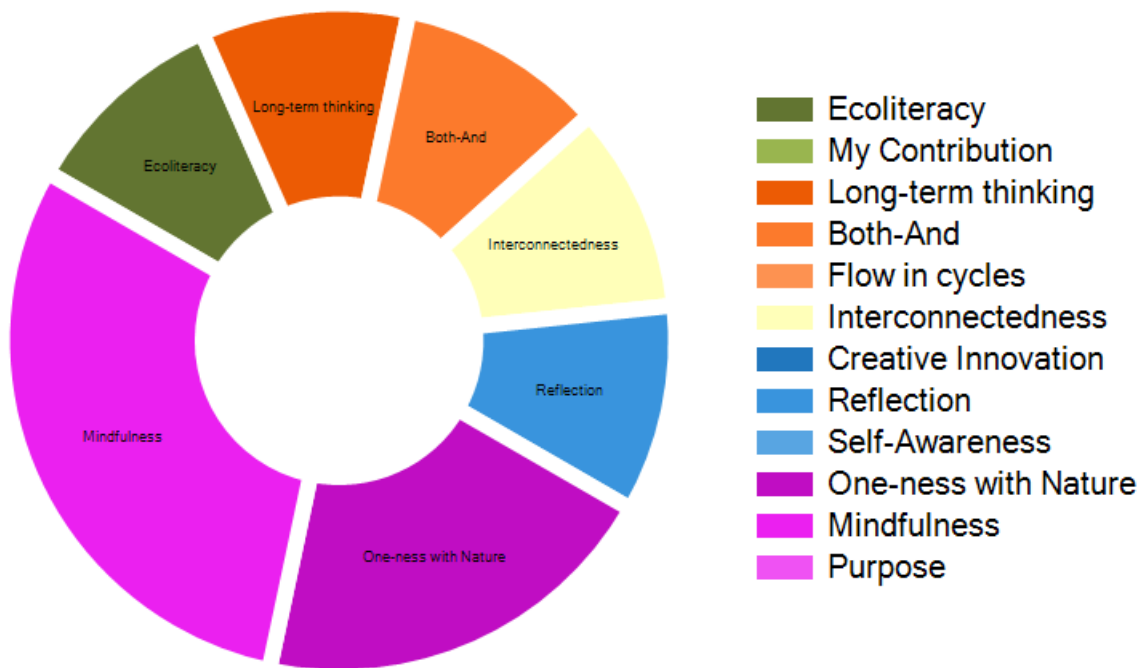 Long-term thinking
Both-And
Ecoliteracy
Interconnectedness
Reflection
Mindfulness
One-ness with Nature
Ecoliteracy
My Contribution
Long-term thinking
Both-And
Flow in cycles
Interconnectedness
Creative Innovation
Reflection
Self-Awareness
One-ness with Nature
Mindfulness
Purpose